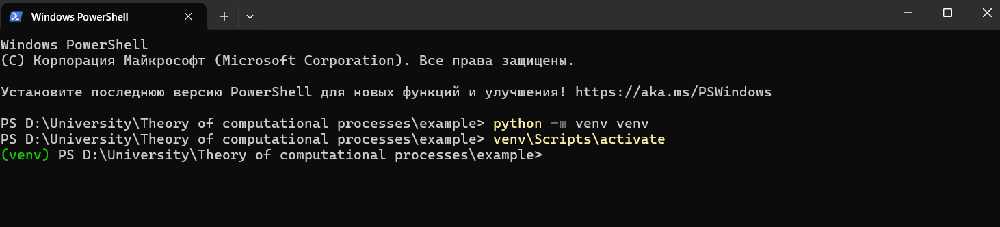 Windows PowerShell
Windows PowerShell
(C) Корпорация Майкрософт (Microsoft Corporation). Все права защищены.
Установите последнюю версию PowerShell для новых функций и улучшения! https://aka.ms/PSWindows
PS D:\University\Theory of computational processes\example> python -m venv venv
PS D:\University\Theory of computational processes\example> venv\Scripts\activate
(venv) PS D:\University\Theory of computational processes\example>